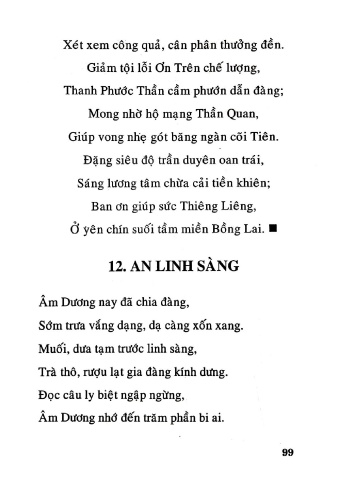 Xét xem công quả, cân phân thưởng đền.
Giảm tội lỗi Ơn Trên chế lượng,
Thanh Phước Thần cầm phướn dẫn đàng;
Mong nhờ hộ mạng Thần Quan,
Giúp vong nhẹ gót băng ngàn cõi Tiên.
Đặng siêu độ trần duyên oan trái,
Sáng lương tâm chừa cải tiền khiên;
Ban ơn giúp sức Thiêng Liêng,
Ở yên chín suối tầm miền Bồng Lai. ■
12. AN LINH SÀNG
Âm Dương nay đã chia đàng,
Sớm trưa vắng dạng, dạ càng xốn xang.
Muối, dưa tạm trước linh sàng,
Trà thô, rượu lạt gia đàng kính dưng.
Đọc câu ly biệt ngập ngừng,
Âm Dương nhớ đến trăm phần bi ai.
99